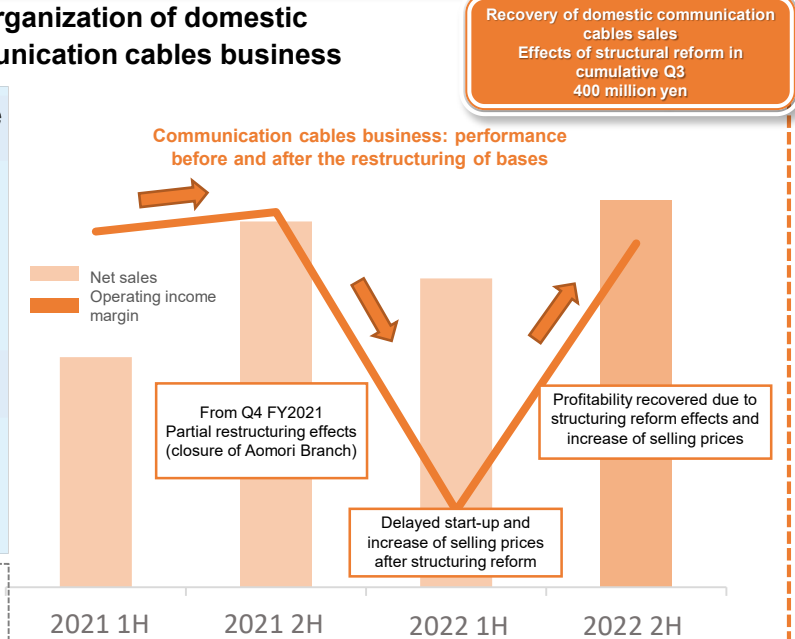 rganization of domestic
unication cables business
Recovery of domestic communication
cables sales
Effects of structural reform in
cumulative Q3
400 million yen
e
Communication cables business: performance
before and after the restructuring of bases
Net sales
Operating income
margin
From Q4 FY2021
Partial restructuring effects
(closure of Aomori Branch)
Profitability recovered due to
structuring reform effects and
increase of selling prices
Delayed start-up and
increase of selling prices
after structuring reform
2021 1H
2021 2H
2022 1H
2022 2H